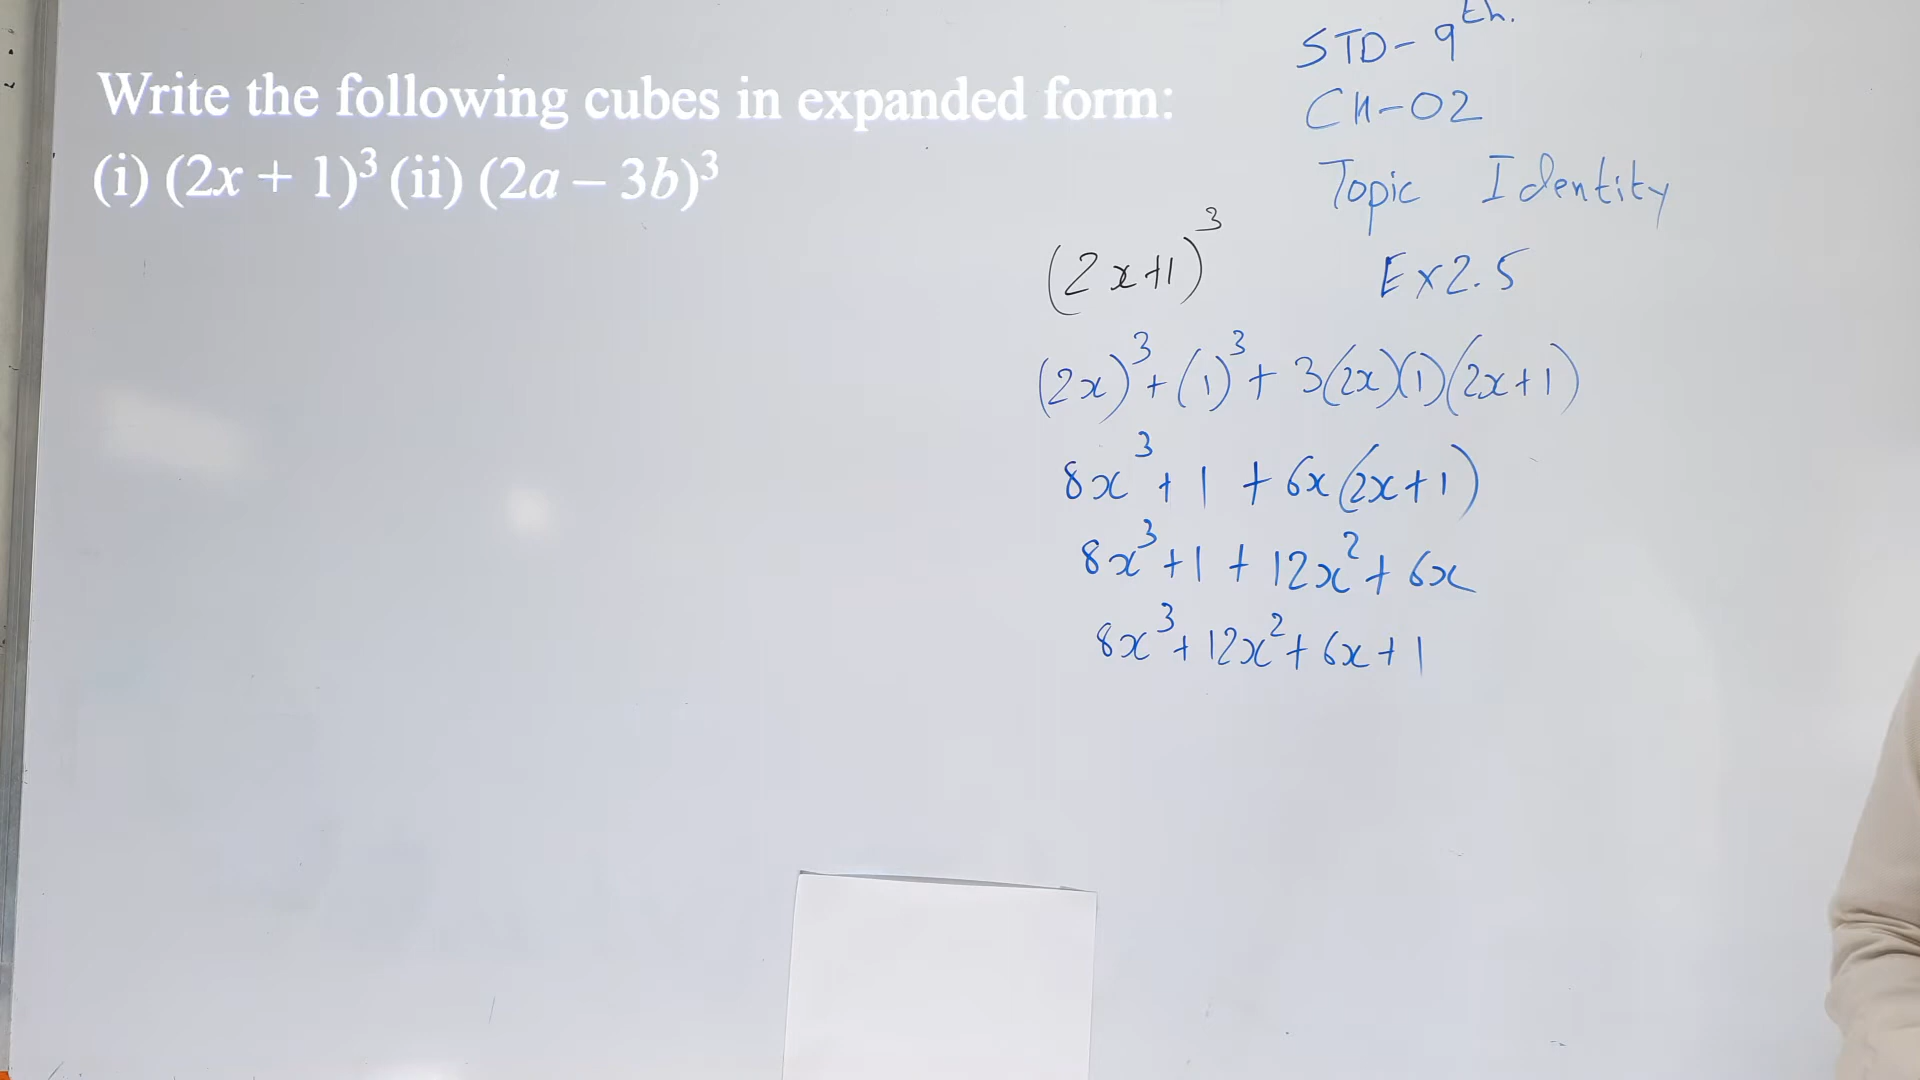 Write the following cubes in expanded form:
(i) (2x + 1)³ (ii) (2a – 3b)³
STD-9th.
CH-02
Topic Identity
Ex2.5
(2x+1)³
(2x)³+(1)³+3(2x)(1)(2x+1)
8x³+1+6x(2x+1)
8x³+1+12x²+6x
8x³+12x²+6x+1